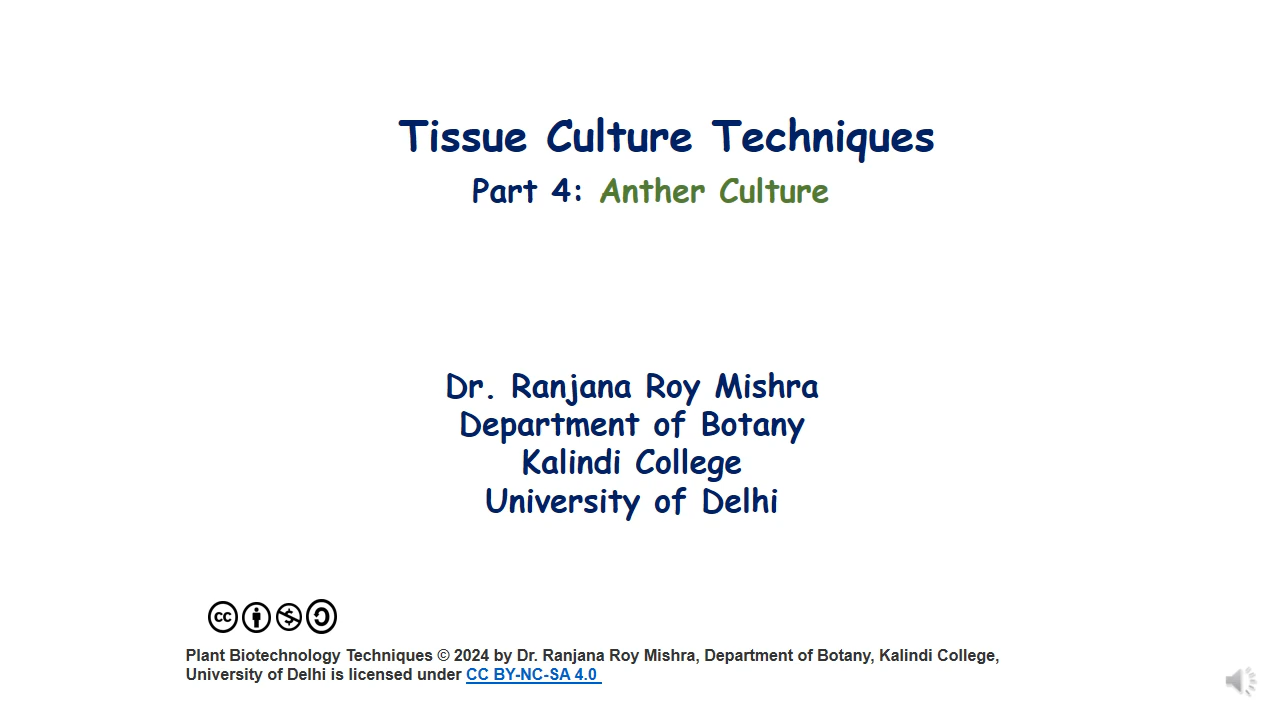 Tissue Culture Techniques
Part 4: Anther Culture
Dr. Ranjana Roy Mishra
Department of Botany
Kalindi College
University of Delhi
cc
Plant Biotechnology Techniques © 2024 by Dr. Ranjana Roy Mishra, Department of Botany, Kalindi College,
University of Delhi is licensed under CC BY-NC-SA 4.0